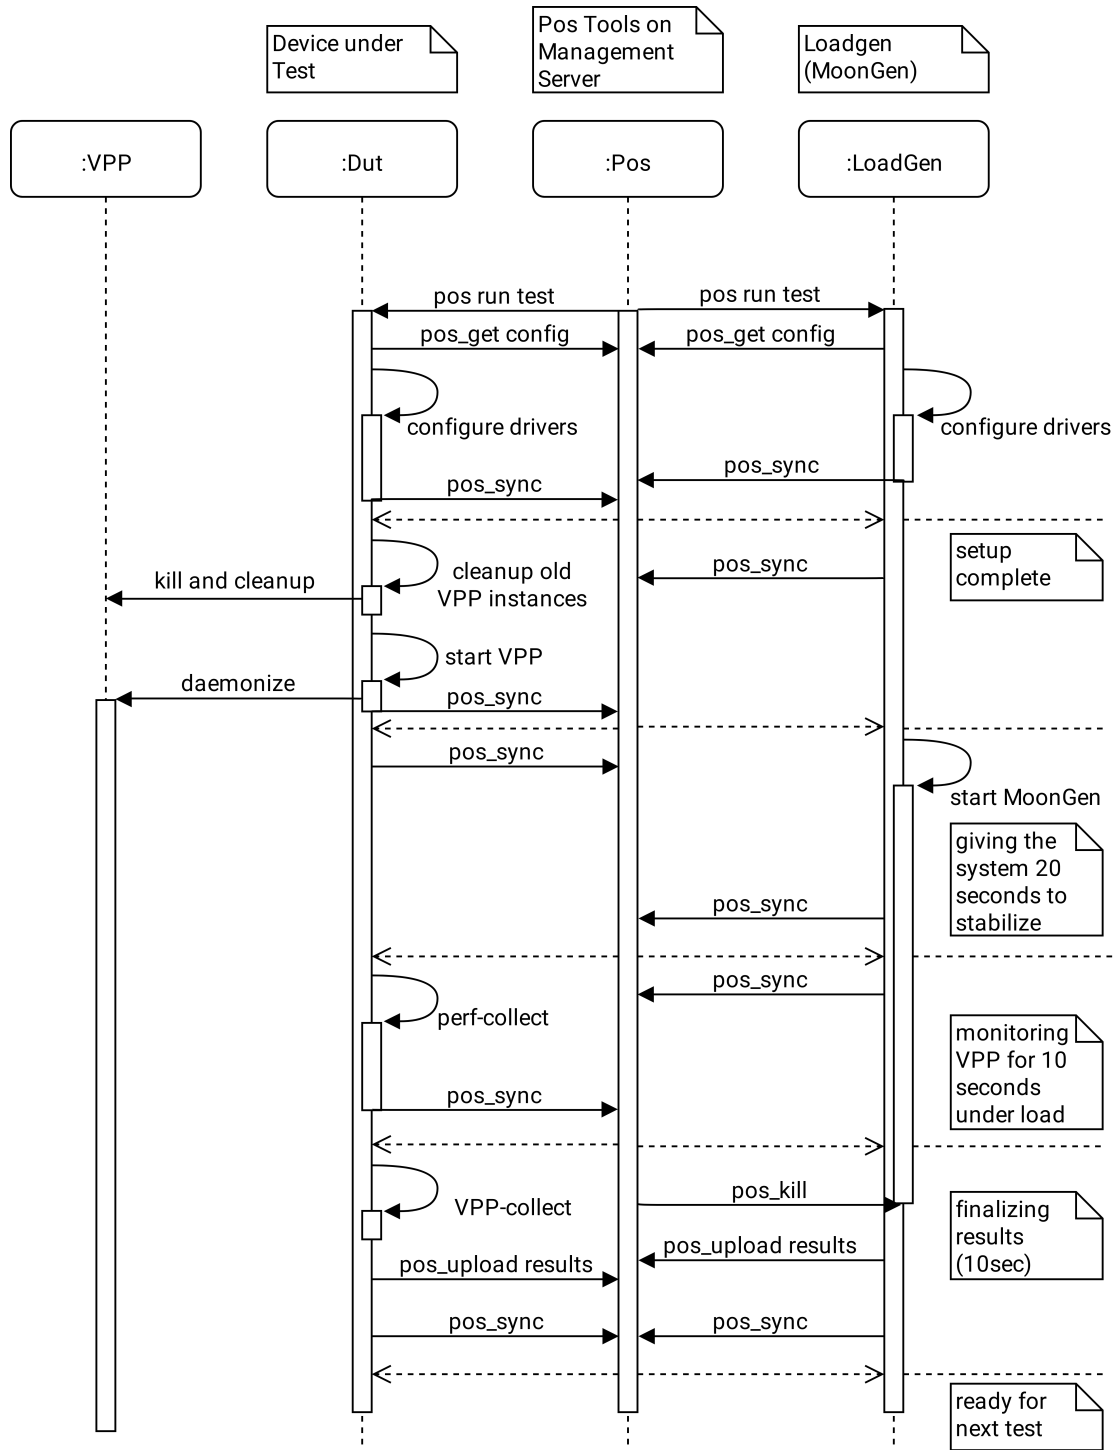 Device under
Test
Pos Tools on
Management
Server
Loadgen
(MoonGen)
:VPP
:Dut
:Pos
:LoadGen
pos run test
pos run test
pos_get config
pos_get config
configure drivers
configure drivers
pos_sync
pos_sync
setup
complete
kill and cleanup
cleanup old
VPP instances
pos_sync
start VPP
daemonize
pos_sync
pos_sync
start MoonGen
giving the
system 20
seconds to
stabilize
pos_sync
pos_sync
perf-collect
monitoring
VPP for 10
seconds
under load
pos_sync
VPP-collect
pos_kill
finalizing
results
(10sec)
pos_upload results
pos_upload results
pos_sync
pos_sync
ready for
next test